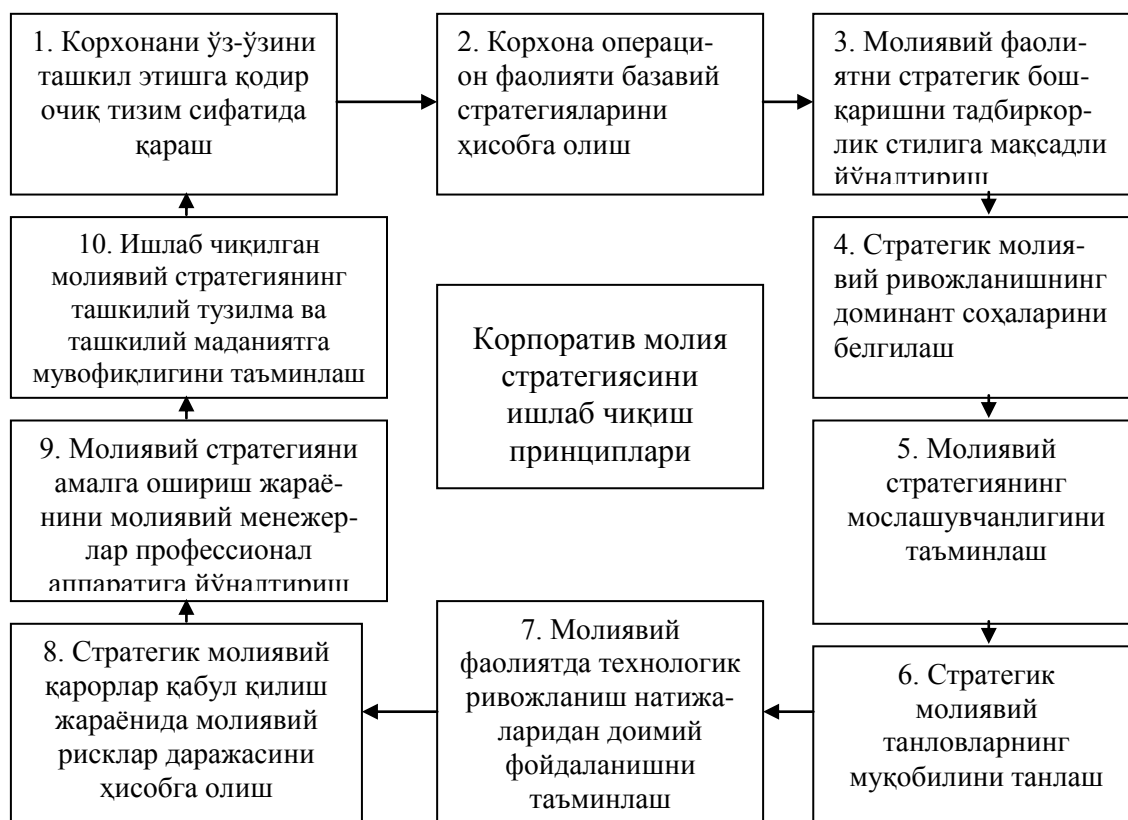 1. Корхонани ўз-ўзини
ташкил этишга қодир
очиқ тизим сифатида
қараш
2. Корхона операци-
он фаолияти базавий
стратегияларини
ҳисобга олиш
3. Молиявий фаоли-
ятни стратегик бош-
қаришни тадбиркор-
лик стилига мақсадли
йўналтириш
4. Стратегик молия-
вий ривожланишнинг
доминант соҳаларини
белгилаш
Корпоратив молия
стратегиясини
ишлаб чиқиш
принциплари
5. Молиявий
стратегиянинг
мослашувчанлигини
таъминлаш
6. Стратегик
молиявий
танловларнинг
муқобилини танлаш
7. Молиявий
фаолиятда технологик
ривожланиш натижа-
ларидан доимий
фойдаланишни
таъминлаш
8. Стратегик молиявий
қарорлар қабул қилиш
жараёнида молиявий
рисклар даражасини
ҳисобга олиш
9. Молиявий стратегияни
амалга ошириш жараё-
нини молиявий менежер-
лар профессионал
аппаратига йўналтириш
10. Ишлаб чиқилган
молиявий стратегиянинг
ташкилий тузилма ва
ташкилий маданиятга
мувофиқлигини таъминлаш